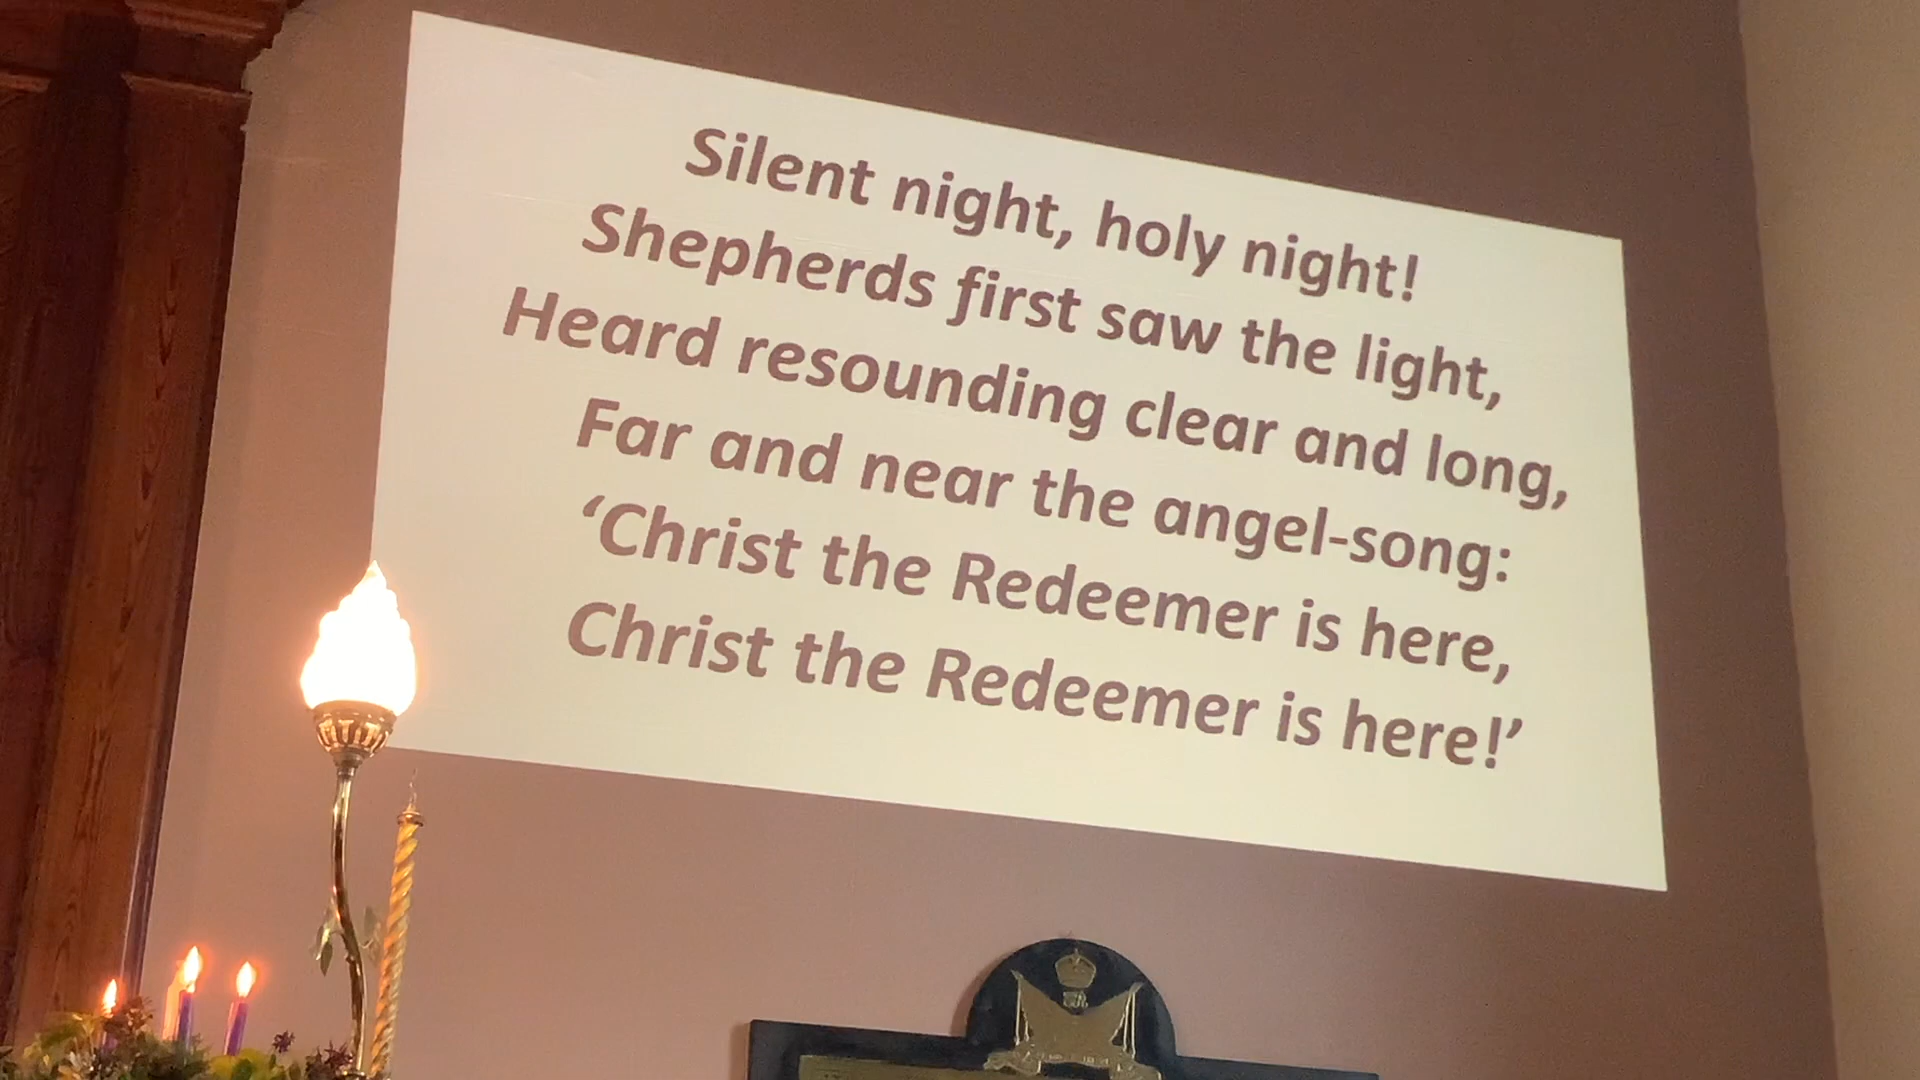 Silent night, holy night!
Shepherds first saw the light,
Heard resounding clear and long,
Far and near the angel-song:
‘Christ the Redeemer is here,
Christ the Redeemer is here!’